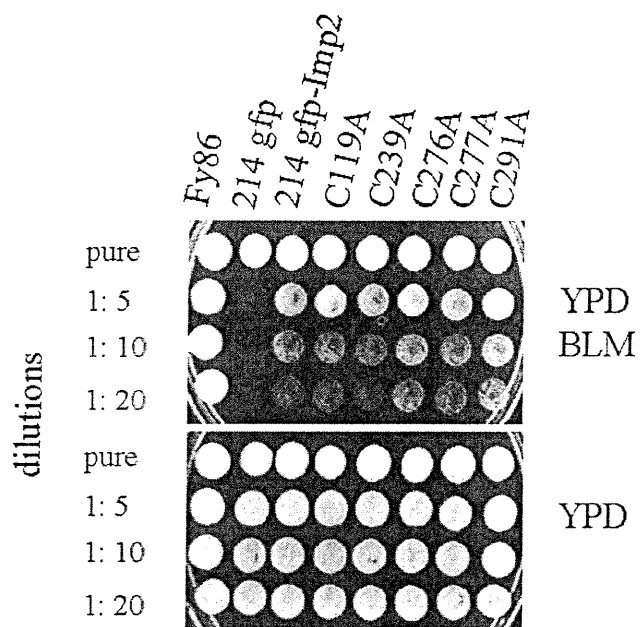 Fy86
214 gfp
214 gfp-Imp2
C119A
C239A
C276A
C277A
C291A
dilutions
pure
1: 5
1: 10
1: 20
YPD
BLM
pure
1: 5
1: 10
1: 20
YPD